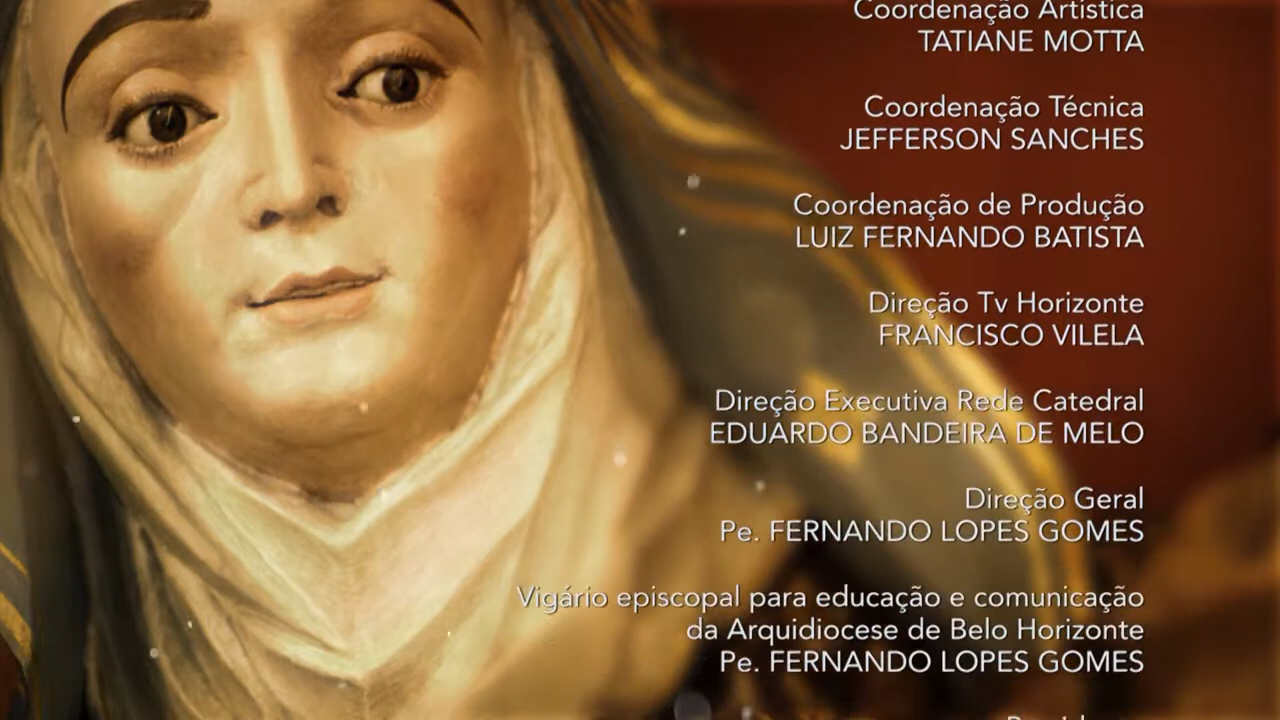 Coordenação Artística
TATIANE MOTTA
Coordenação Técnica
JEFFERSON SANCHES
Coordenação de Produção
LUIZ FERNANDO BATISTA
Direção Tv Horizonte
FRANCISCO VILELA
Direção Executiva Rede Catedral
EDUARDO BANDEIRA DE MELO
Direção Geral
Pe. FERNANDO LOPES GOMES
Vigário episcopal para educação e comunicação
da Arquidiocese de Belo Horizonte
Pe. FERNANDO LOPES GOMES